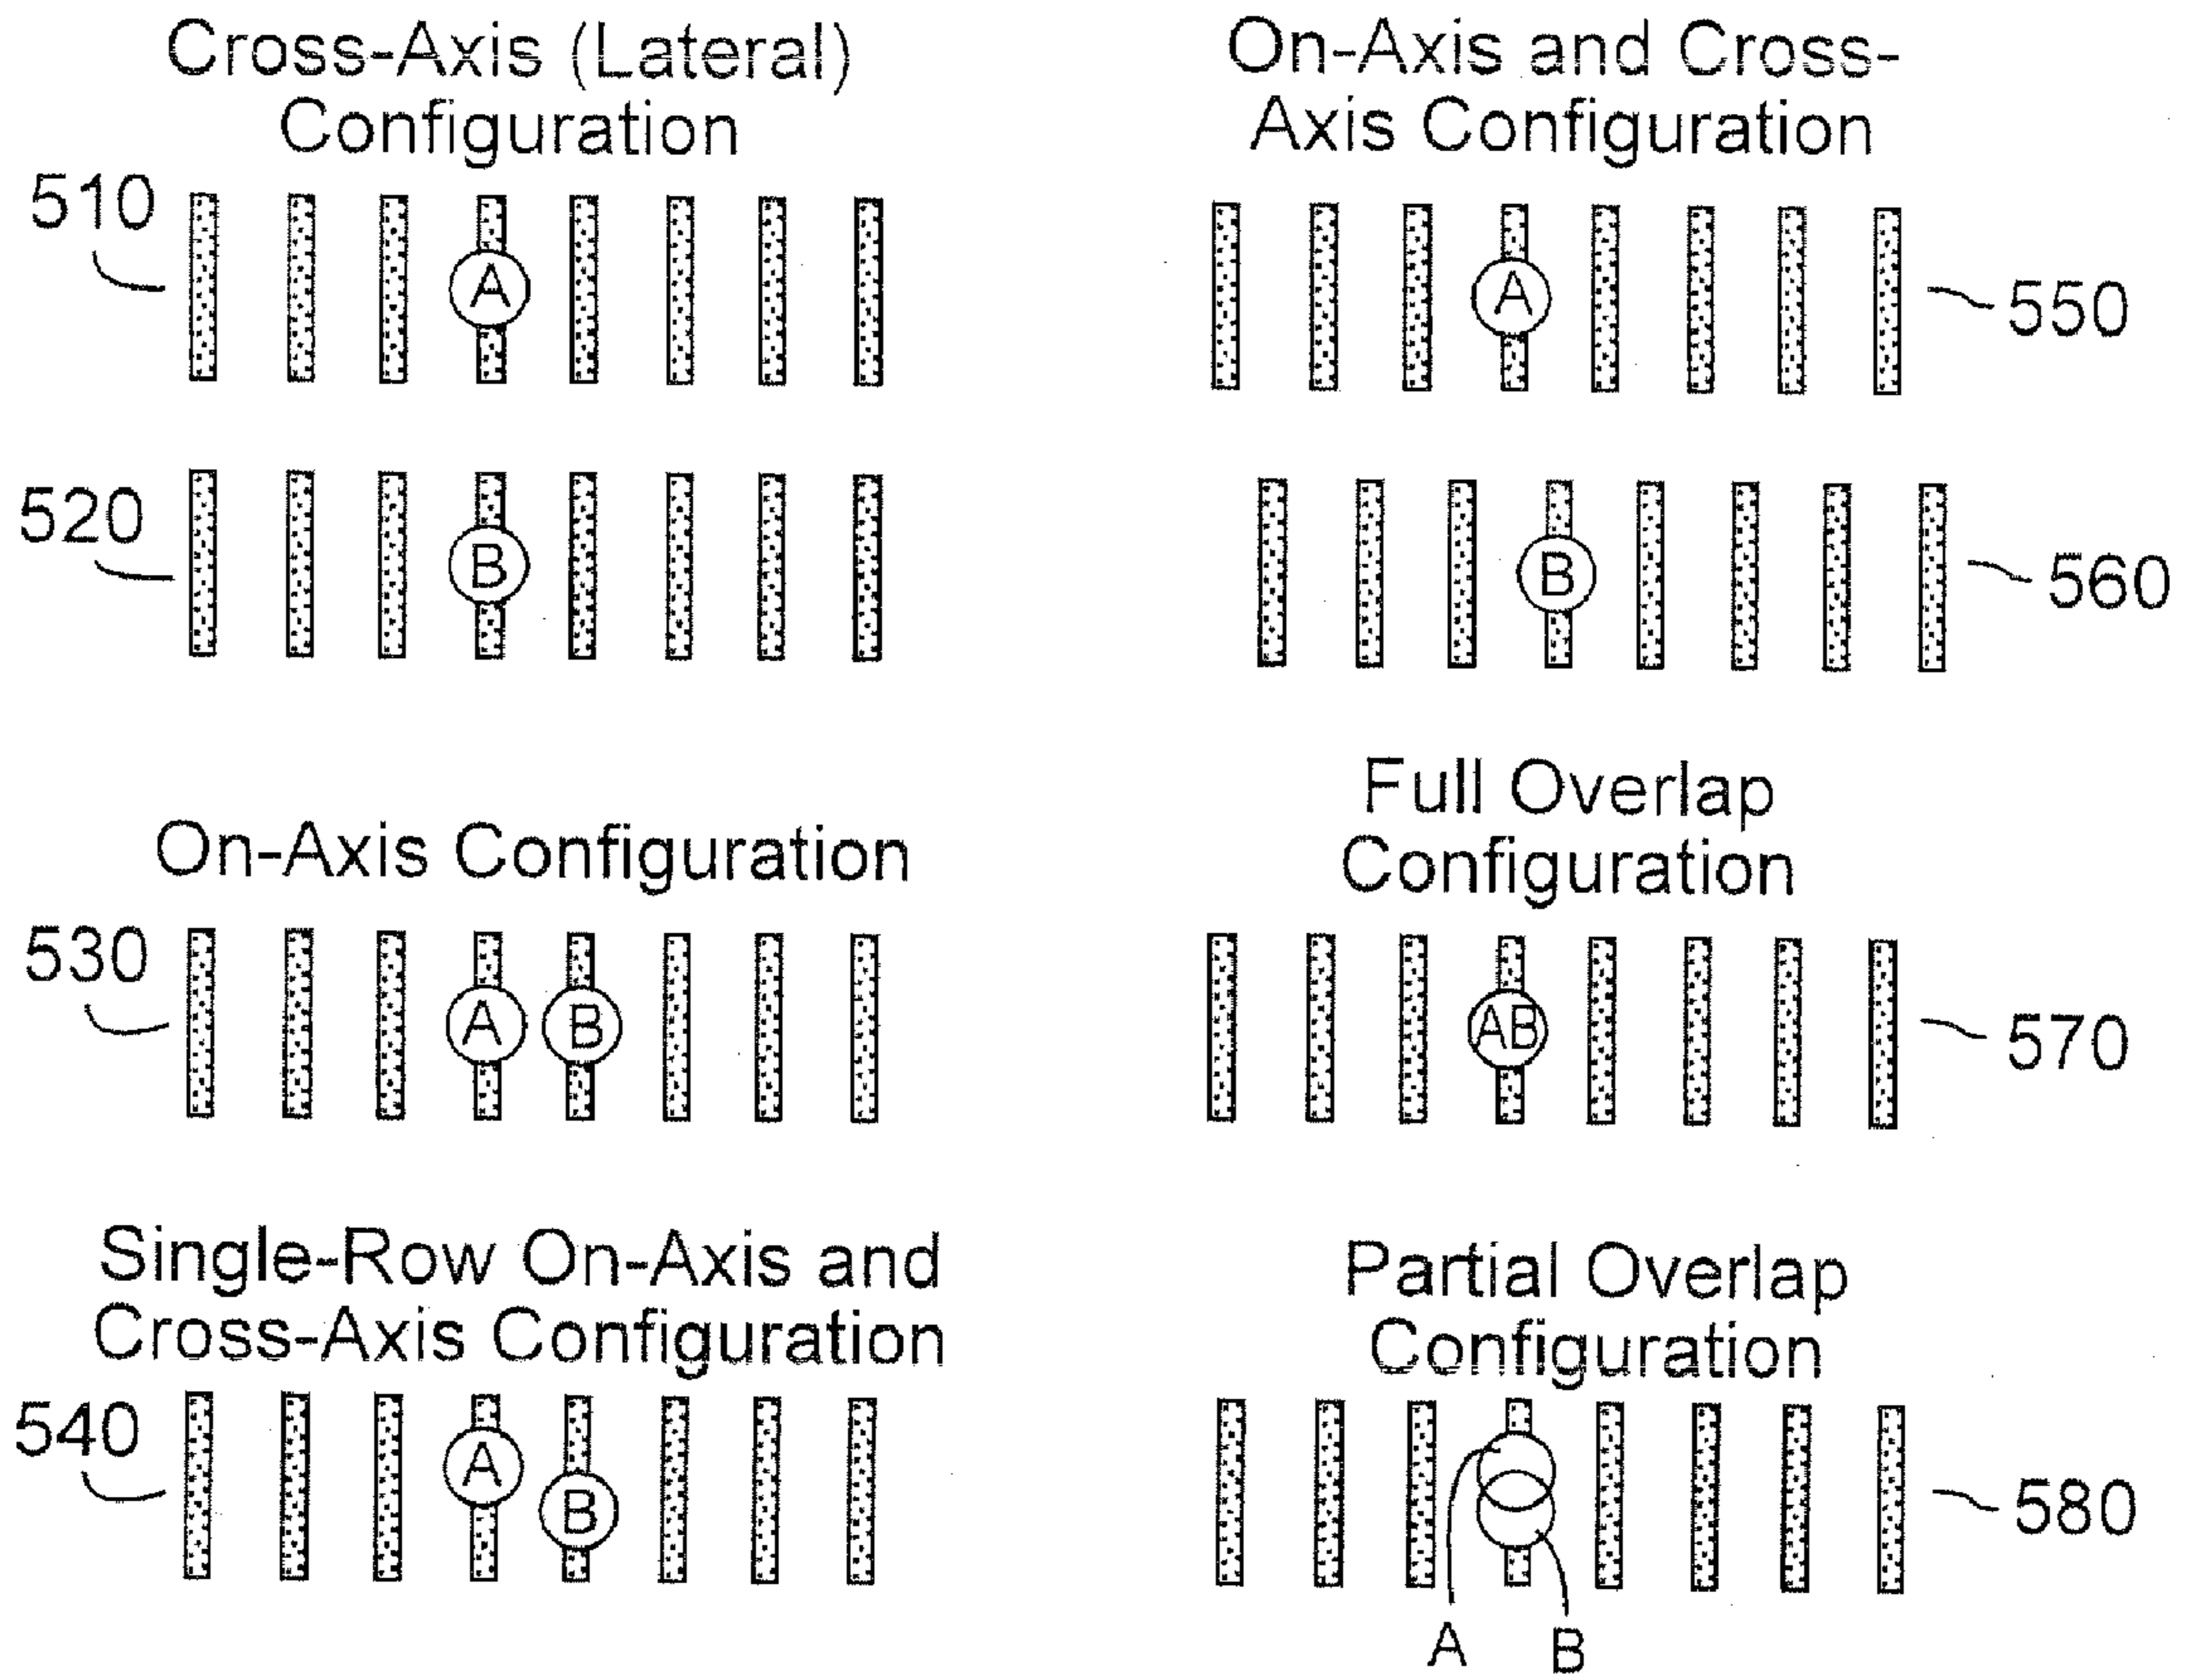 Cross-Axis (Lateral)
Configuration
510
A
520
B
On-Axis Configuration
530
A B
Single-Row On-Axis and
Cross-Axis Configuration
540
A
B
On-Axis and Cross-
Axis Configuration
A
550
B
560
Full Overlap
Configuration
AB
570
Partial Overlap
Configuration
580
A B